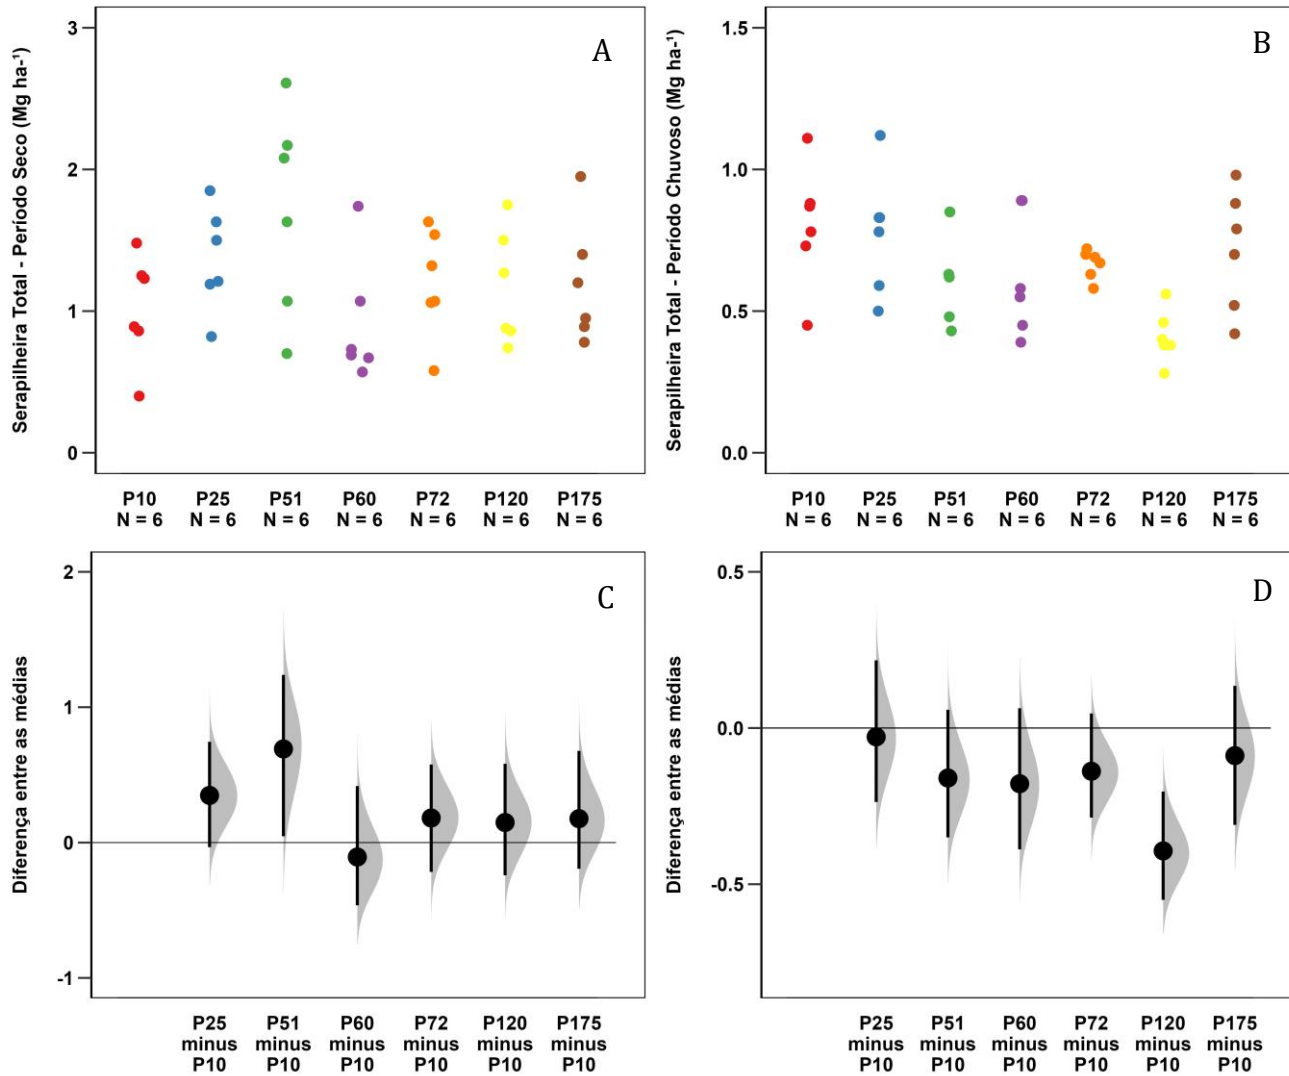 Serapilheira Total - Período Seco (Mg ha-¹)
3
2
1
0
A
P10 P25 P51 P60 P72 P120 P175
N = 6 N = 6 N = 6 N = 6 N = 6 N = 6 N = 6
Serapilheira Total - Período Chuvoso (Mg ha-¹)
1.5
1.0
0.5
0.0
B
P10 P25 P51 P60 P72 P120 P175
N = 6 N = 6 N = 6 N = 6 N = 6 N = 6 N = 6
Diferença entre as médias
2
1
0
-1
C
P25 P51 P60 P72 P120 P175
minus minus minus minus minus minus
P10 P10 P10 P10 P10 P10
Diferença entre as médias
0.5
0.0
-0.5
D
P25 P51 P60 P72 P120 P175
minus minus minus minus minus minus
P10 P10 P10 P10 P10 P10